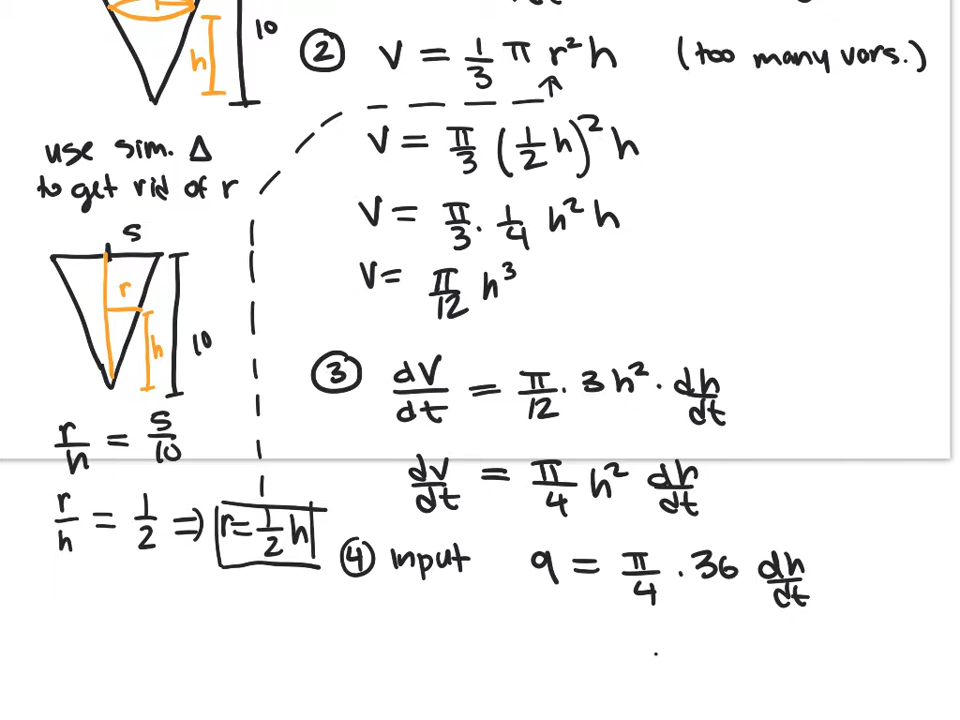 10
h
② V = 1/3 π r² h (too many vars.)
use sim. Δ
to get rid of r
V = π/3 (1/2 h)² h
V = π/3 · 1/4 h² h
V = π/12 h³
5
r
h
10
r/h = 5/10
r/h = 1/2 ⇒ r = 1/2 h
③ dV/dt = π/12 · 3h² · dh/dt
dV/dt = π/4 h² dh/dt
④ input 9 = π/4 · 36 dh/dt